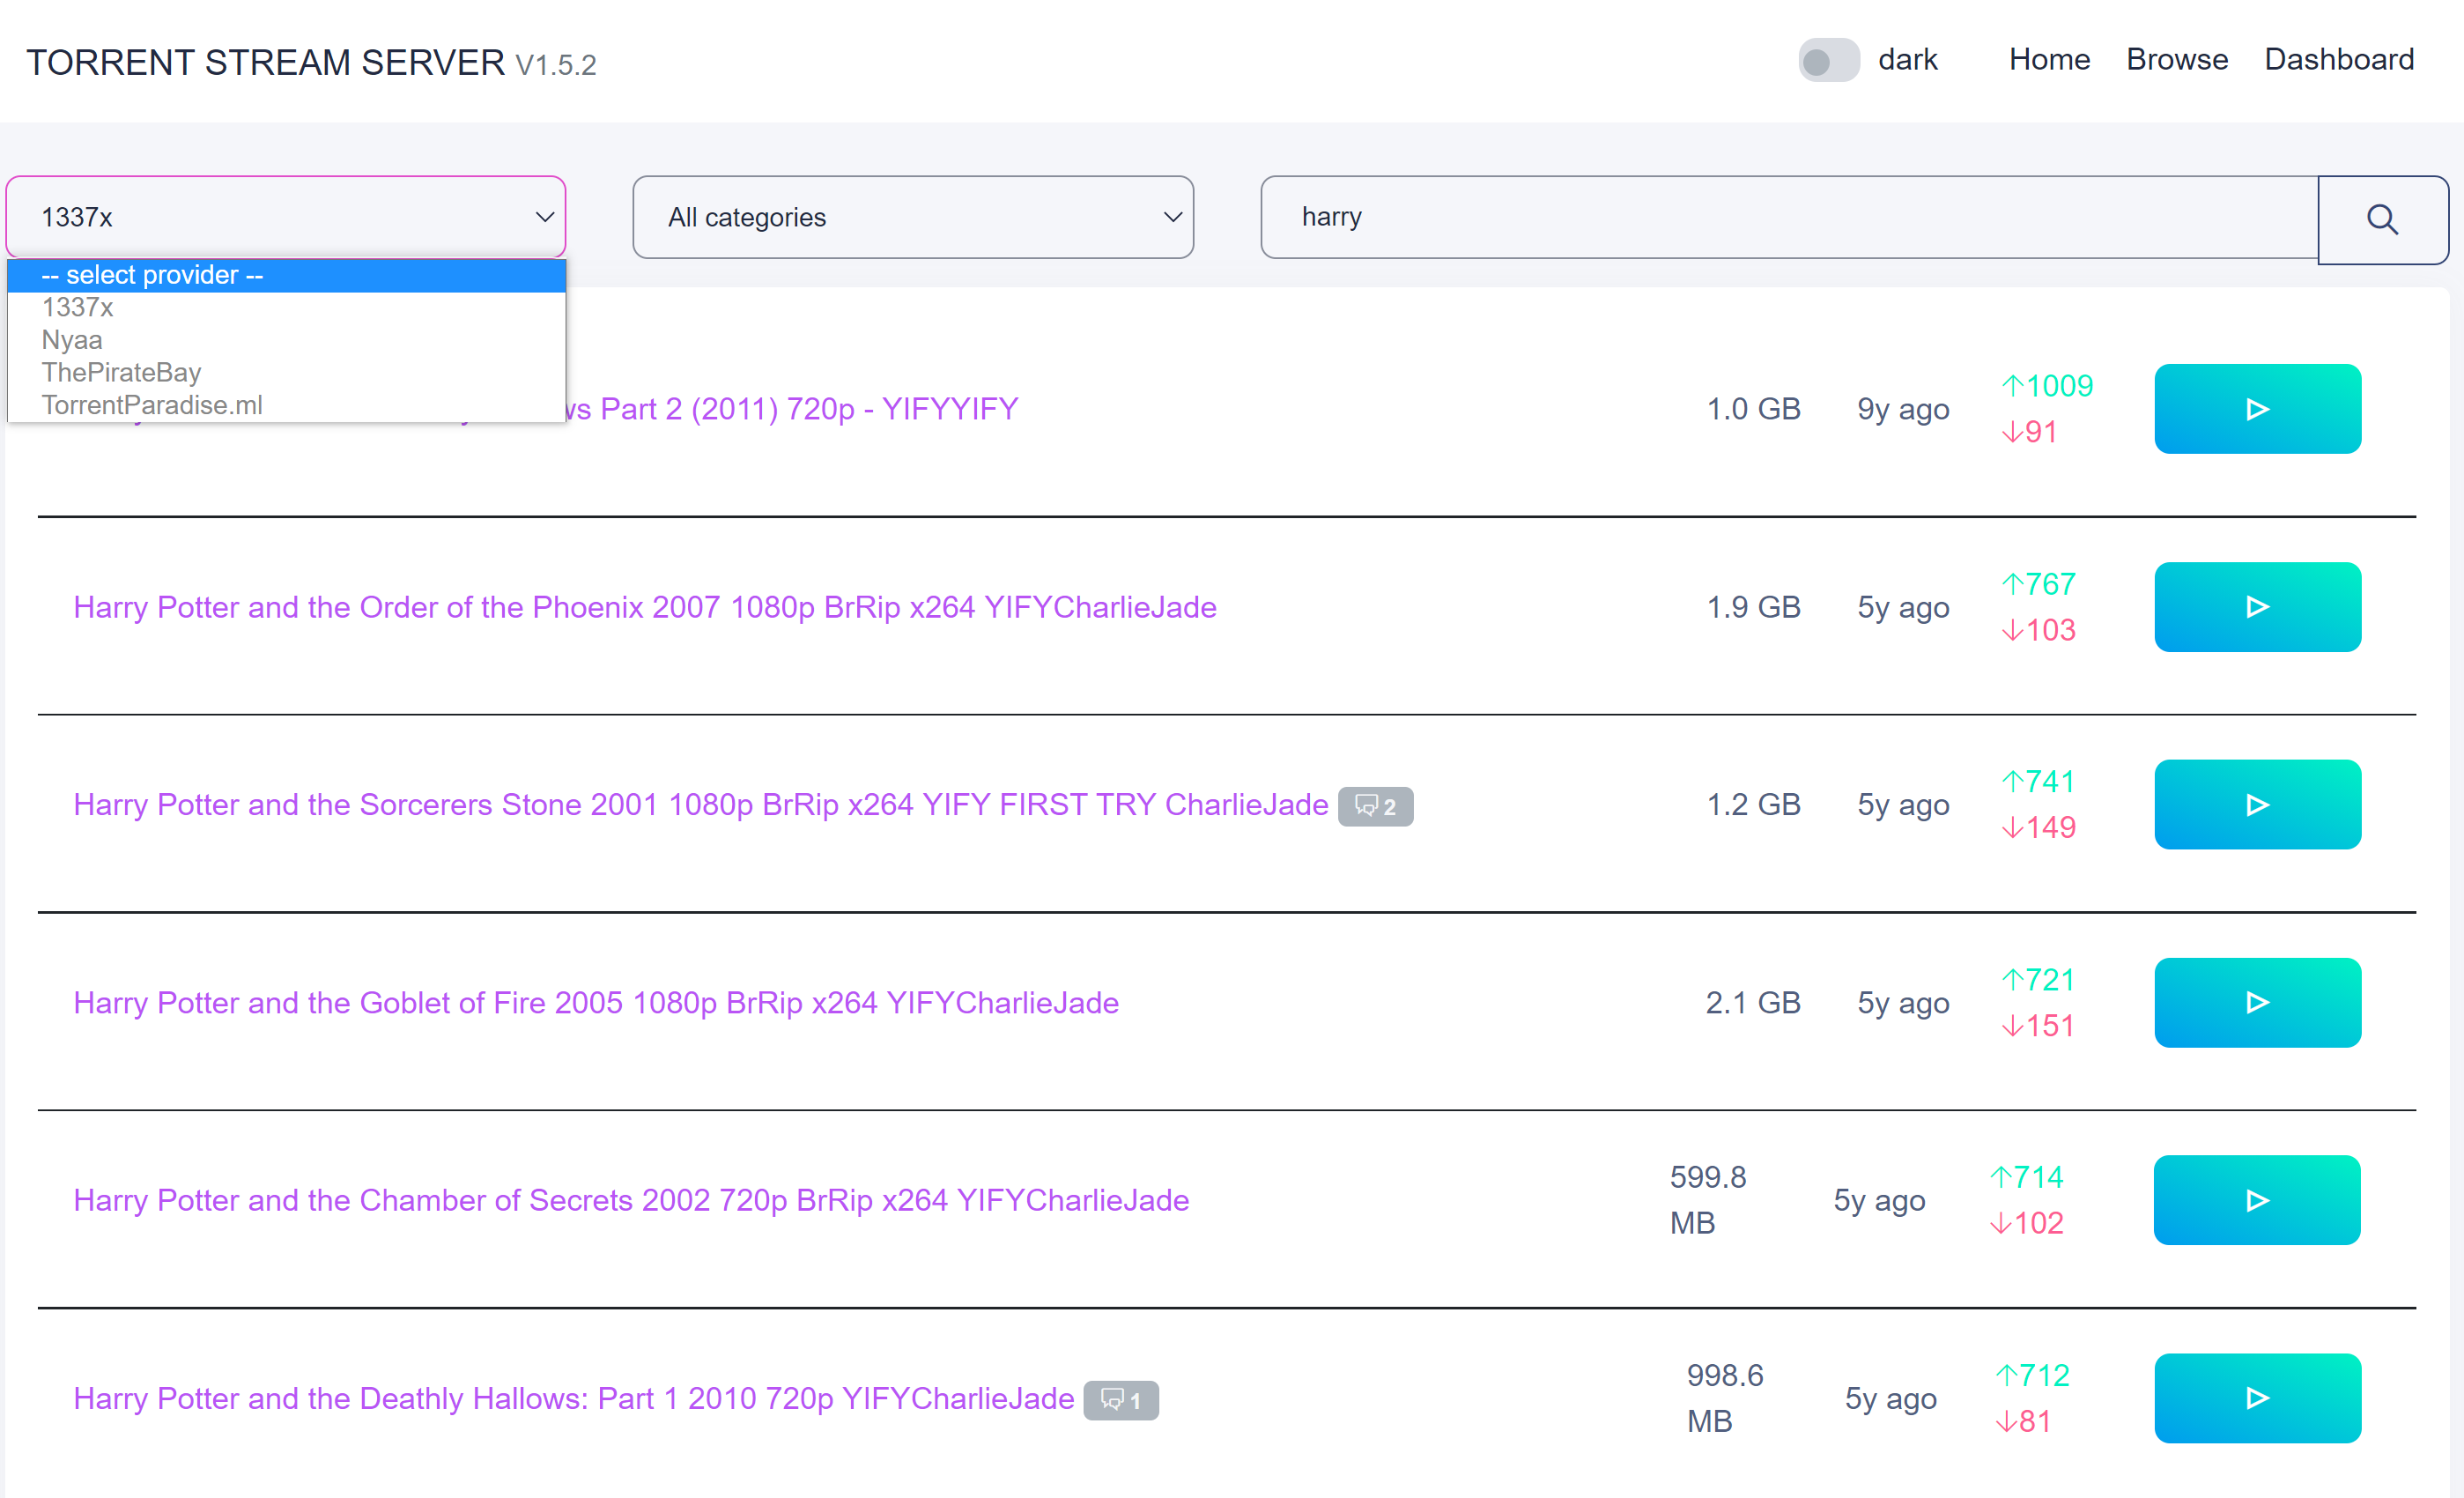 TORRENT STREAM SERVER V1.5.2
dark Home Browse Dashboard
1337x
All categories
harry
-- select provider --
1337x
Nyaa
ThePirateBay
TorrentParadise.ml
Part 2 (2011) 720p - YIFYYIFY 1.0 GB 9y ago ↑1009
↓91
Harry Potter and the Order of the Phoenix 2007 1080p BrRip x264 YIFYCharlieJade 1.9 GB 5y ago ↑767
↓103
Harry Potter and the Sorcerers Stone 2001 1080p BrRip x264 YIFY FIRST TRY CharlieJade 2 1.2 GB 5y ago ↑741
↓149
Harry Potter and the Goblet of Fire 2005 1080p BrRip x264 YIFYCharlieJade 2.1 GB 5y ago ↑721
↓151
Harry Potter and the Chamber of Secrets 2002 720p BrRip x264 YIFYCharlieJade 599.8 MB 5y ago ↑714
↓102
Harry Potter and the Deathly Hallows: Part 1 2010 720p YIFYCharlieJade 1 998.6 MB 5y ago ↑712
↓81